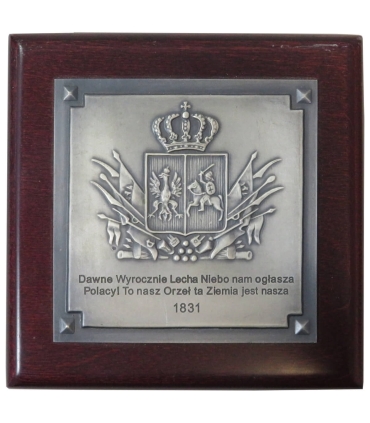 Dawne Wyrocznie Lecha Niebo nam ogłasza
Polacy! To nasz Orzeł ta Ziemia jest nasza
1831